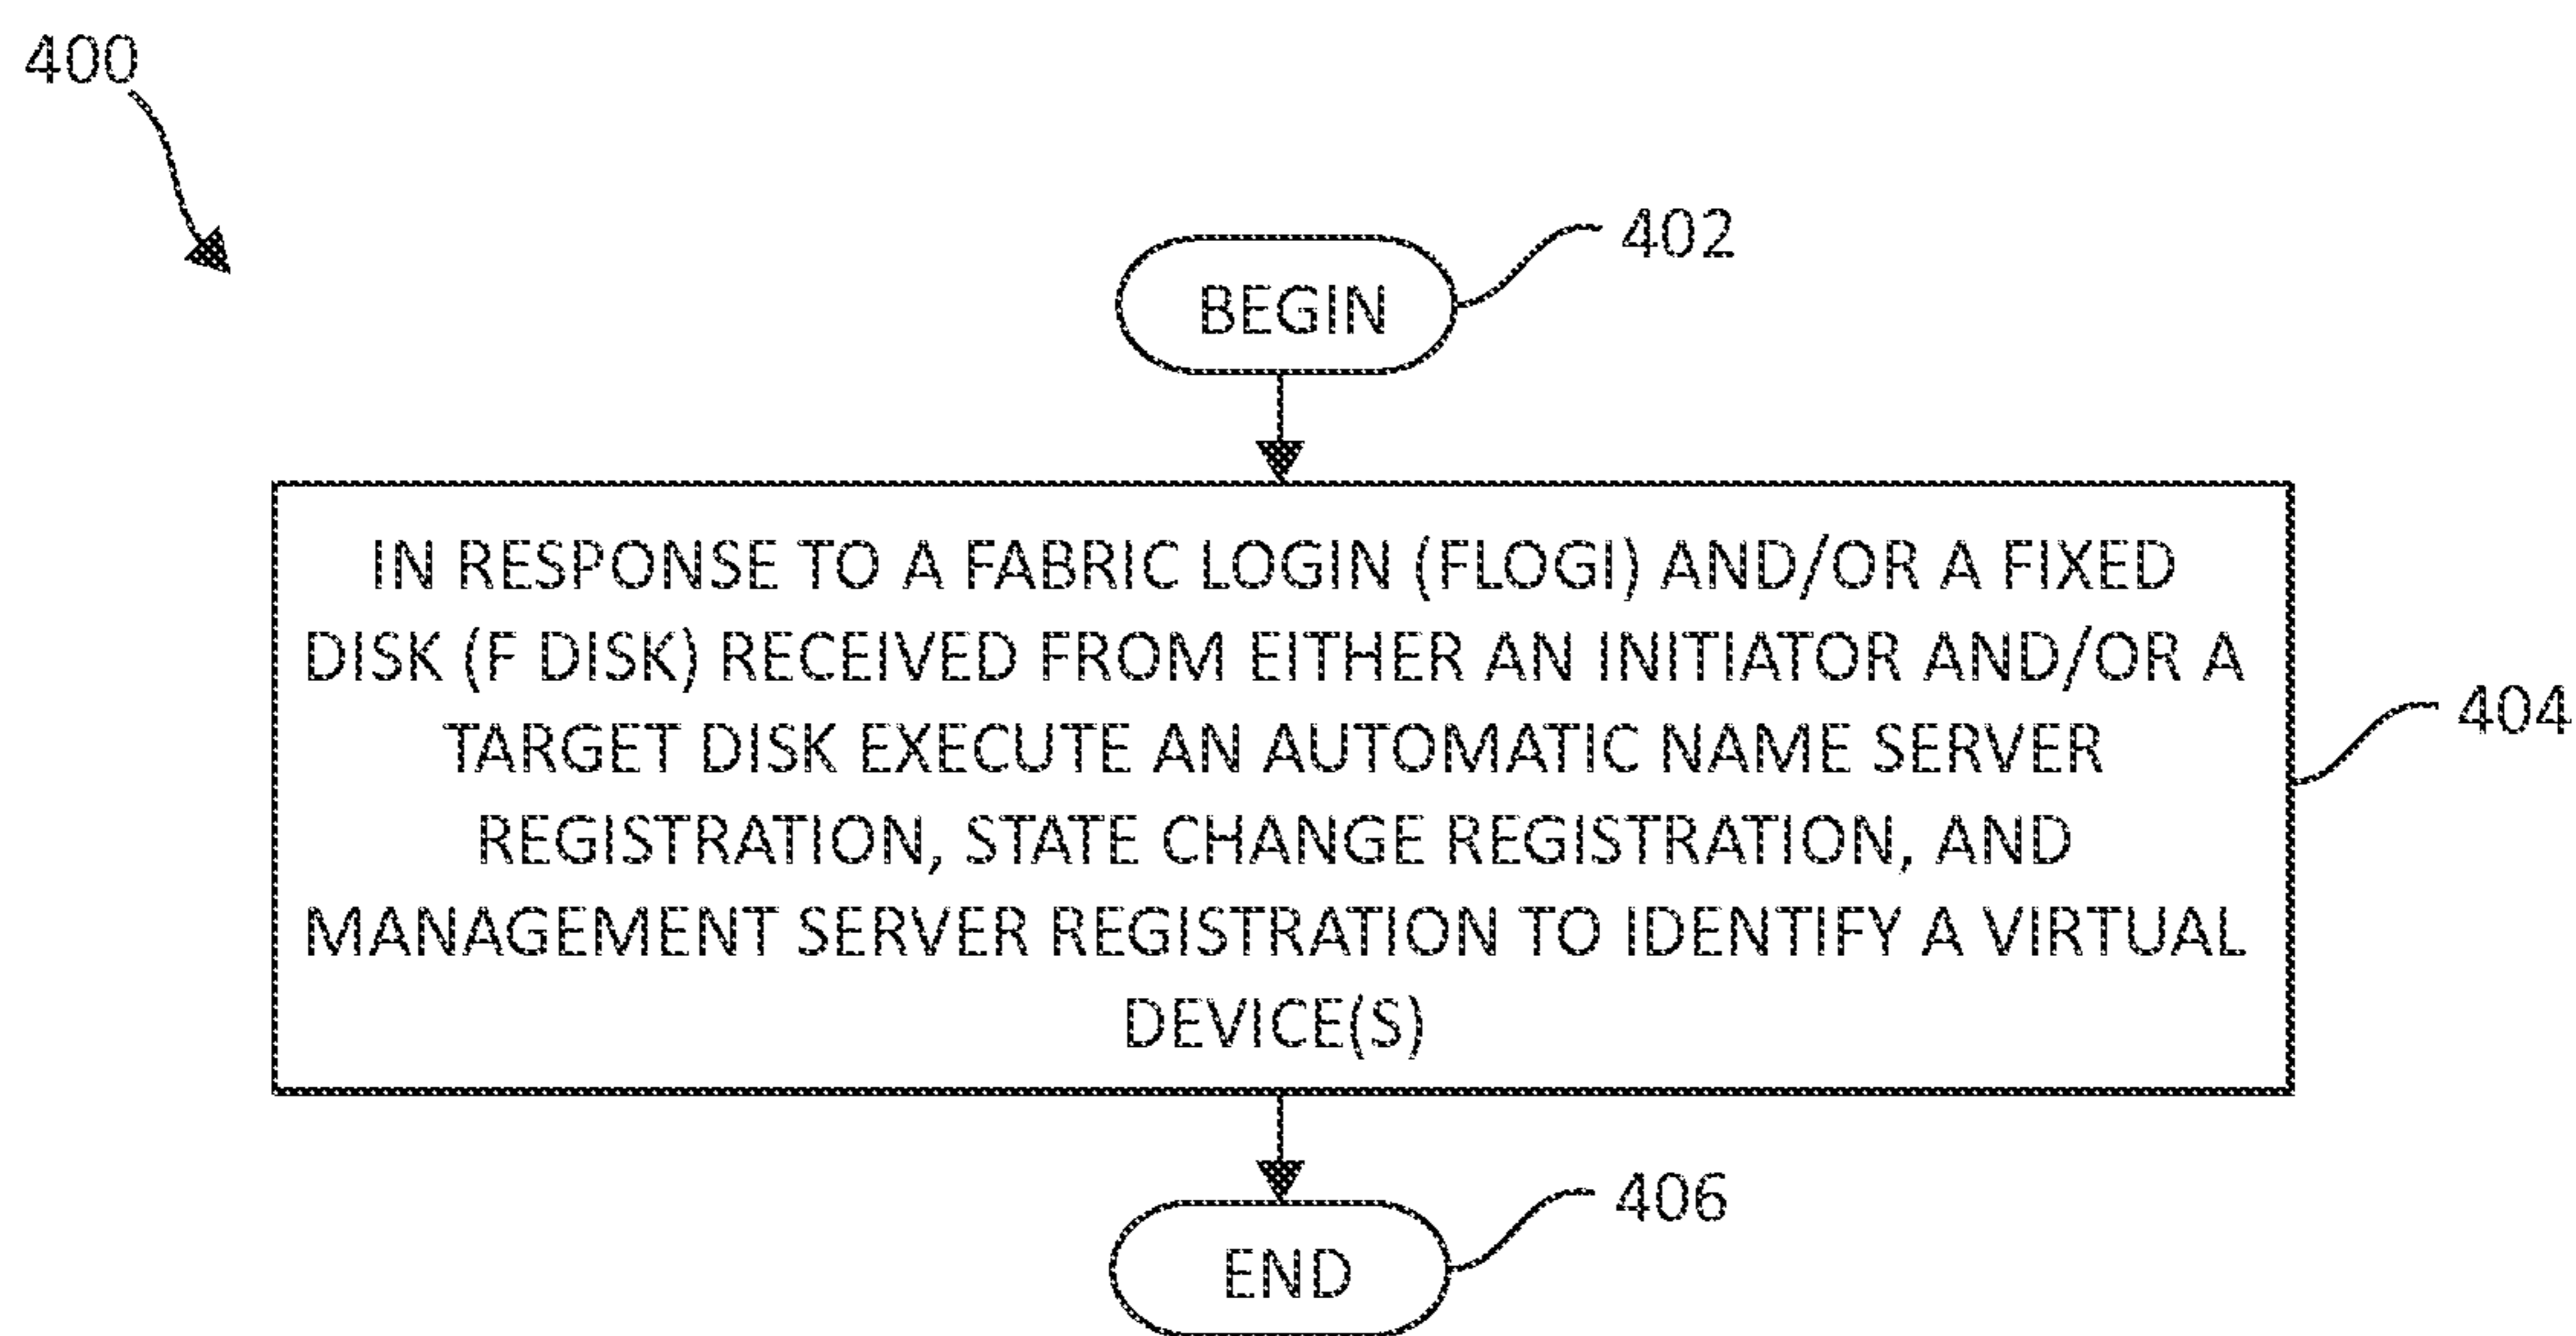 400
402
BEGIN
IN RESPONSE TO A FABRIC LOGIN (FLOGI) AND/OR A FIXED
DISK (F DISK) RECEIVED FROM EITHER AN INITIATOR AND/OR A
TARGET DISK EXECUTE AN AUTOMATIC NAME SERVER
REGISTRATION, STATE CHANGE REGISTRATION, AND
MANAGEMENT SERVER REGISTRATION TO IDENTIFY A VIRTUAL
DEVICE(S)
404
406
END